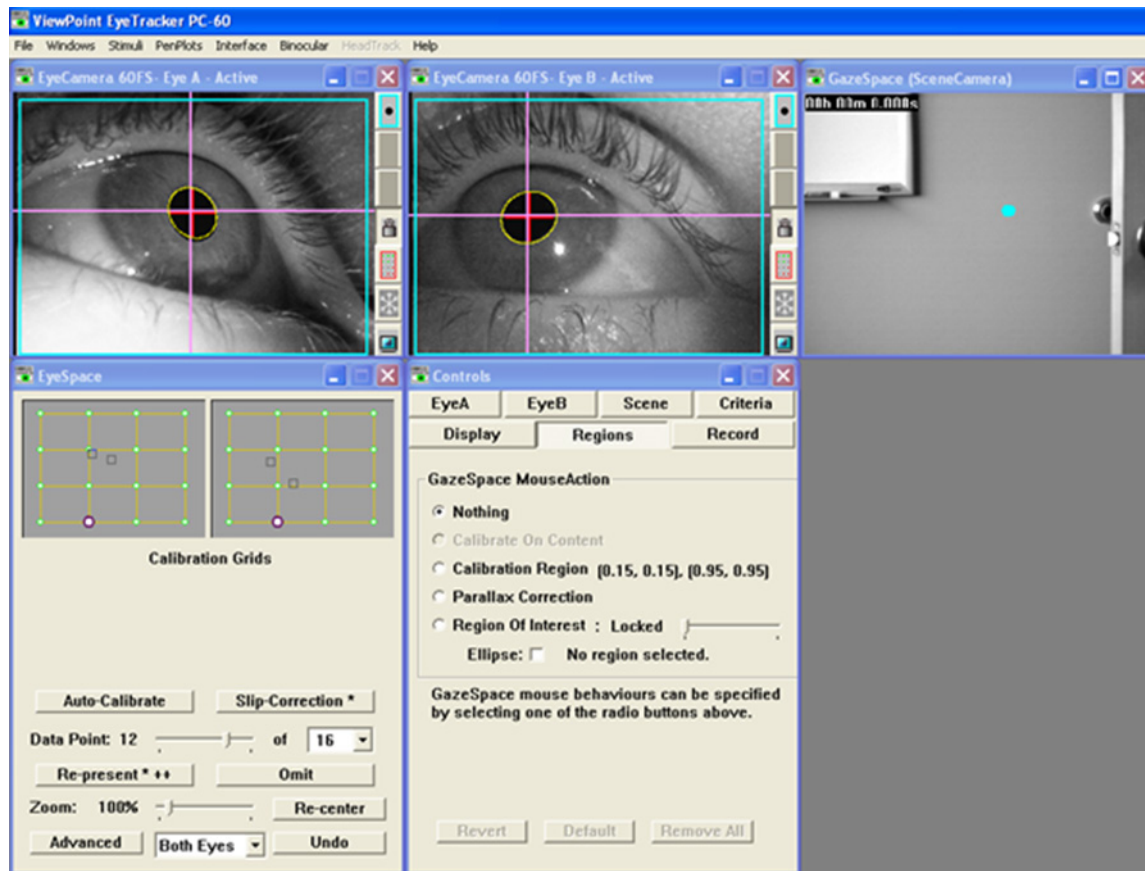 ViewPoint EyeTracker PC-60
File Windows Stimuli PenPlots Interface Binocular HeadTrack Help
EyeCamera 60FS- Eye A - Active
EyeCamera 60FS- Eye B - Active
GazeSpace (SceneCamera)
00h 00m 0.000s
EyeSpace
Calibration Grids
Auto-Calibrate Slip-Correction *
Data Point: 12 of 16
Re-present * ++ Omit
Zoom: 100% Re-center
Advanced Both Eyes Undo
Controls
EyeA EyeB Scene Criteria
Display Regions Record
GazeSpace MouseAction
Nothing
Calibrate On Content
Calibration Region (0.15, 0.15), (0.95, 0.95)
Parallax Correction
Region Of Interest : Locked
Ellipse: No region selected.
GazeSpace mouse behaviours can be specified
by selecting one of the radio buttons above.
Revert Default Remove All